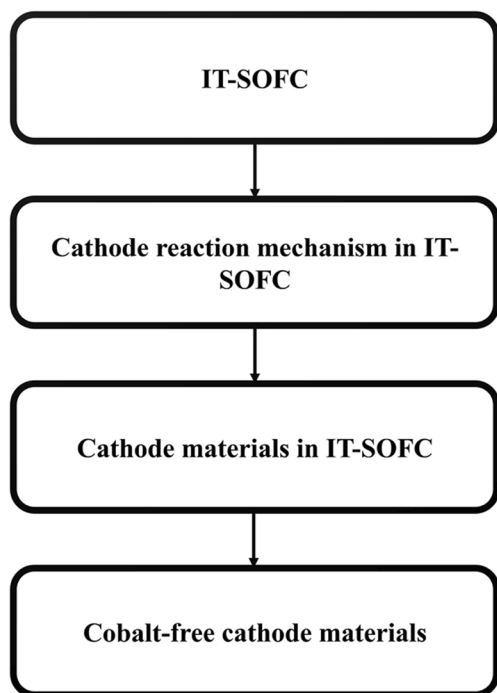 IT-SOFC
Cathode reaction mechanism in IT-
SOFC
Cathode materials in IT-SOFC
Cobalt-free cathode materials